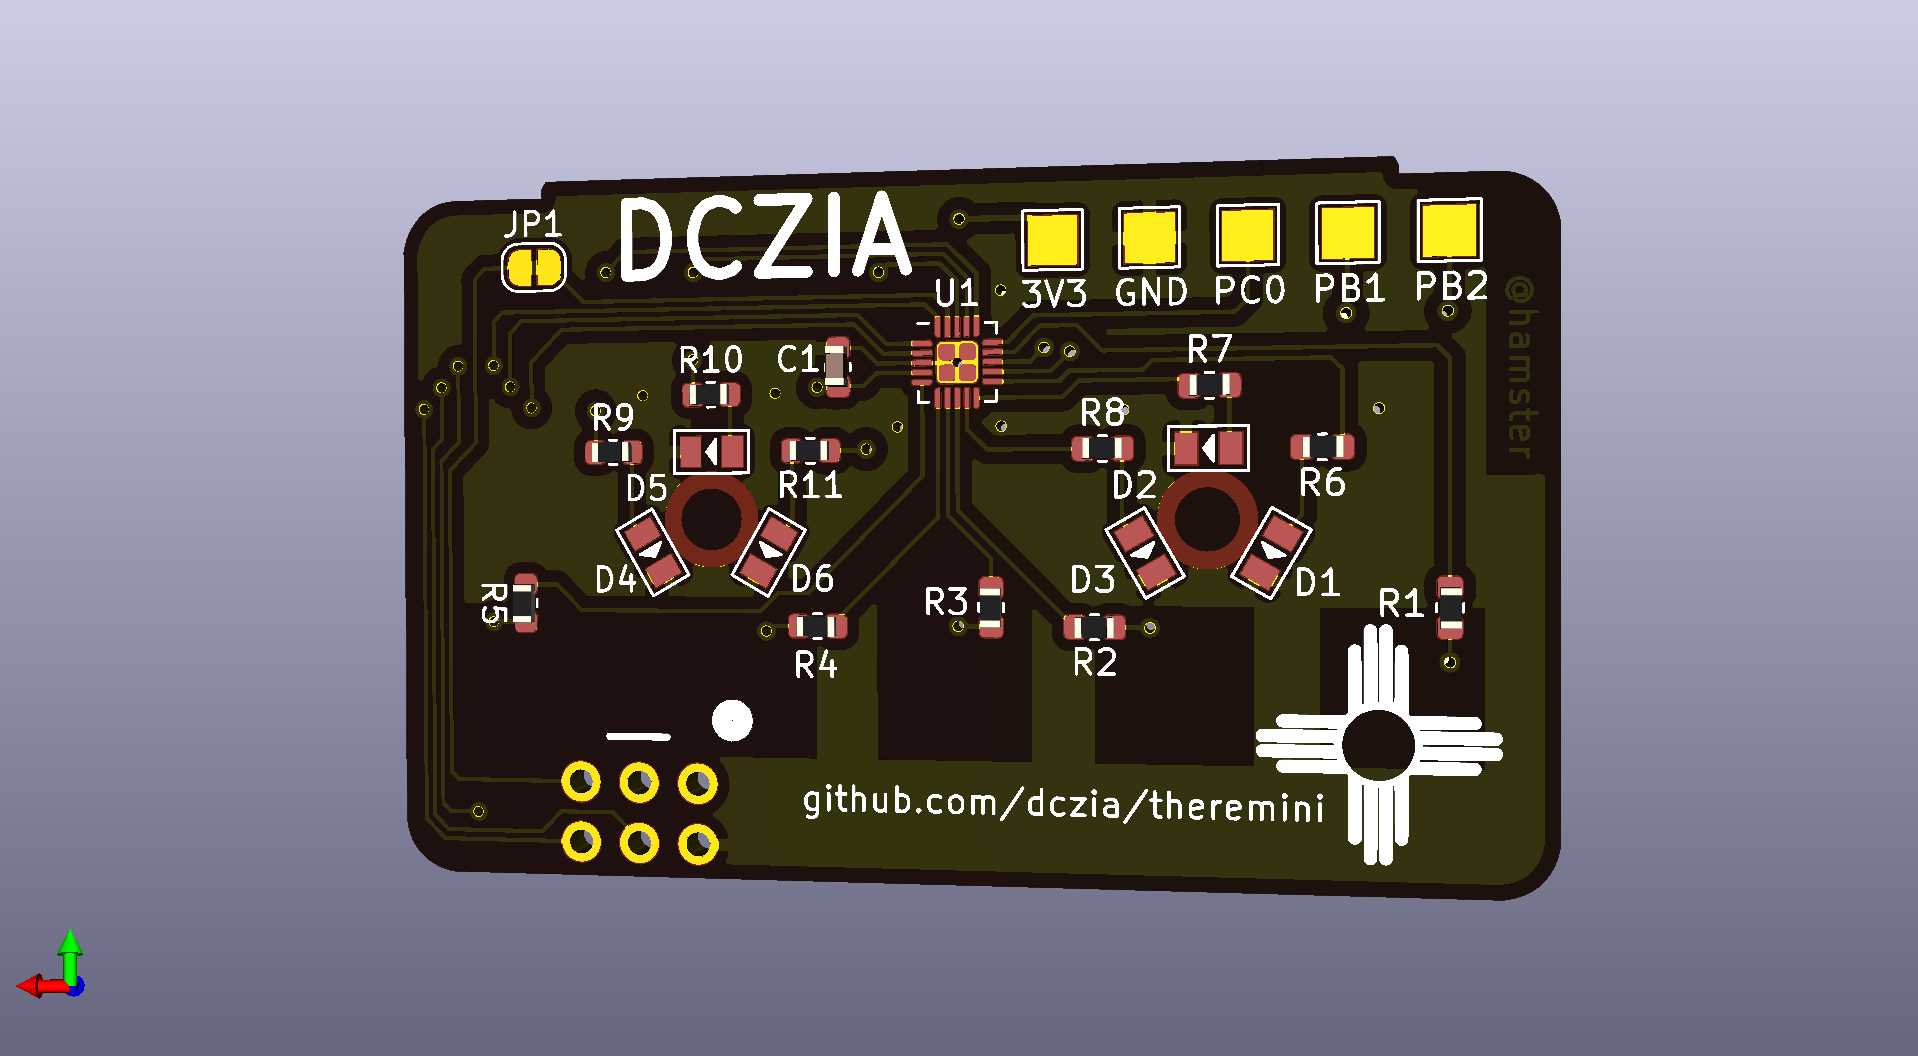 JP1
DCZIA
U1
3V3 GND PC0 PB1 PB2
@hamster
R10
C1
R7
R9
R8
D5
R11
D2
R6
D4
D6
D3
D1
R5
R3
R1
R4
R2
github.com/dczia/theremini